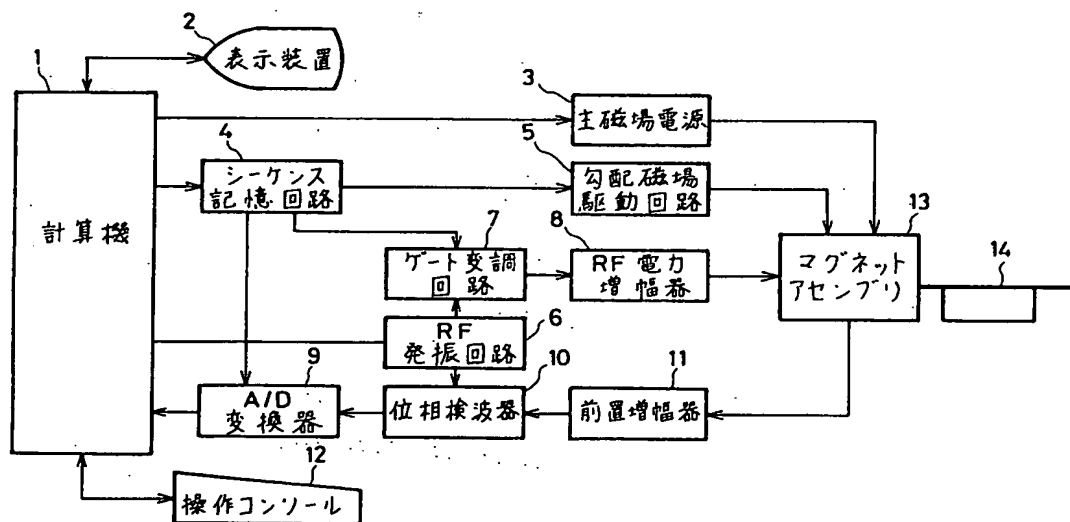 2
表示装置
1
計算機
3
主磁場電源
4
シーケンス
記憶回路
5
勾配磁場
駆動回路
7
ゲート変調
回路
8
RF電力
増幅器
13
マグネット
アセンブリ
14
RF
発振回路
6
9
A/D
変換器
10
位相検波器
11
前置増幅器
12
操作コンソール